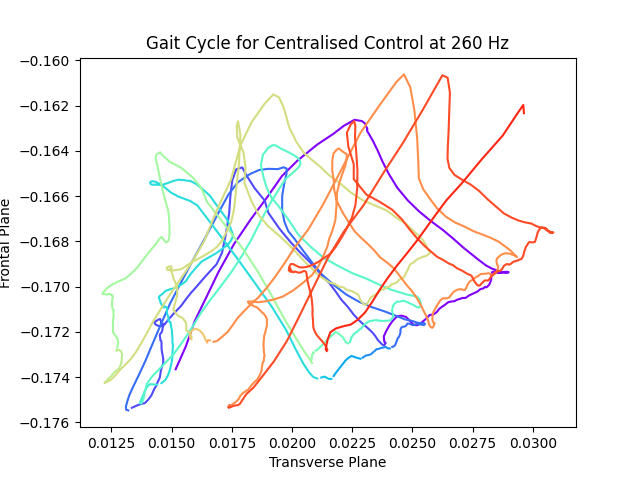 Gait Cycle for Centralised Control at 260 Hz
−0.160
−0.162
−0.164
−0.166
−0.168
−0.170
−0.172
−0.174
−0.176
Frontal Plane
0.0125 0.0150 0.0175 0.0200 0.0225 0.0250 0.0275 0.0300
Transverse Plane